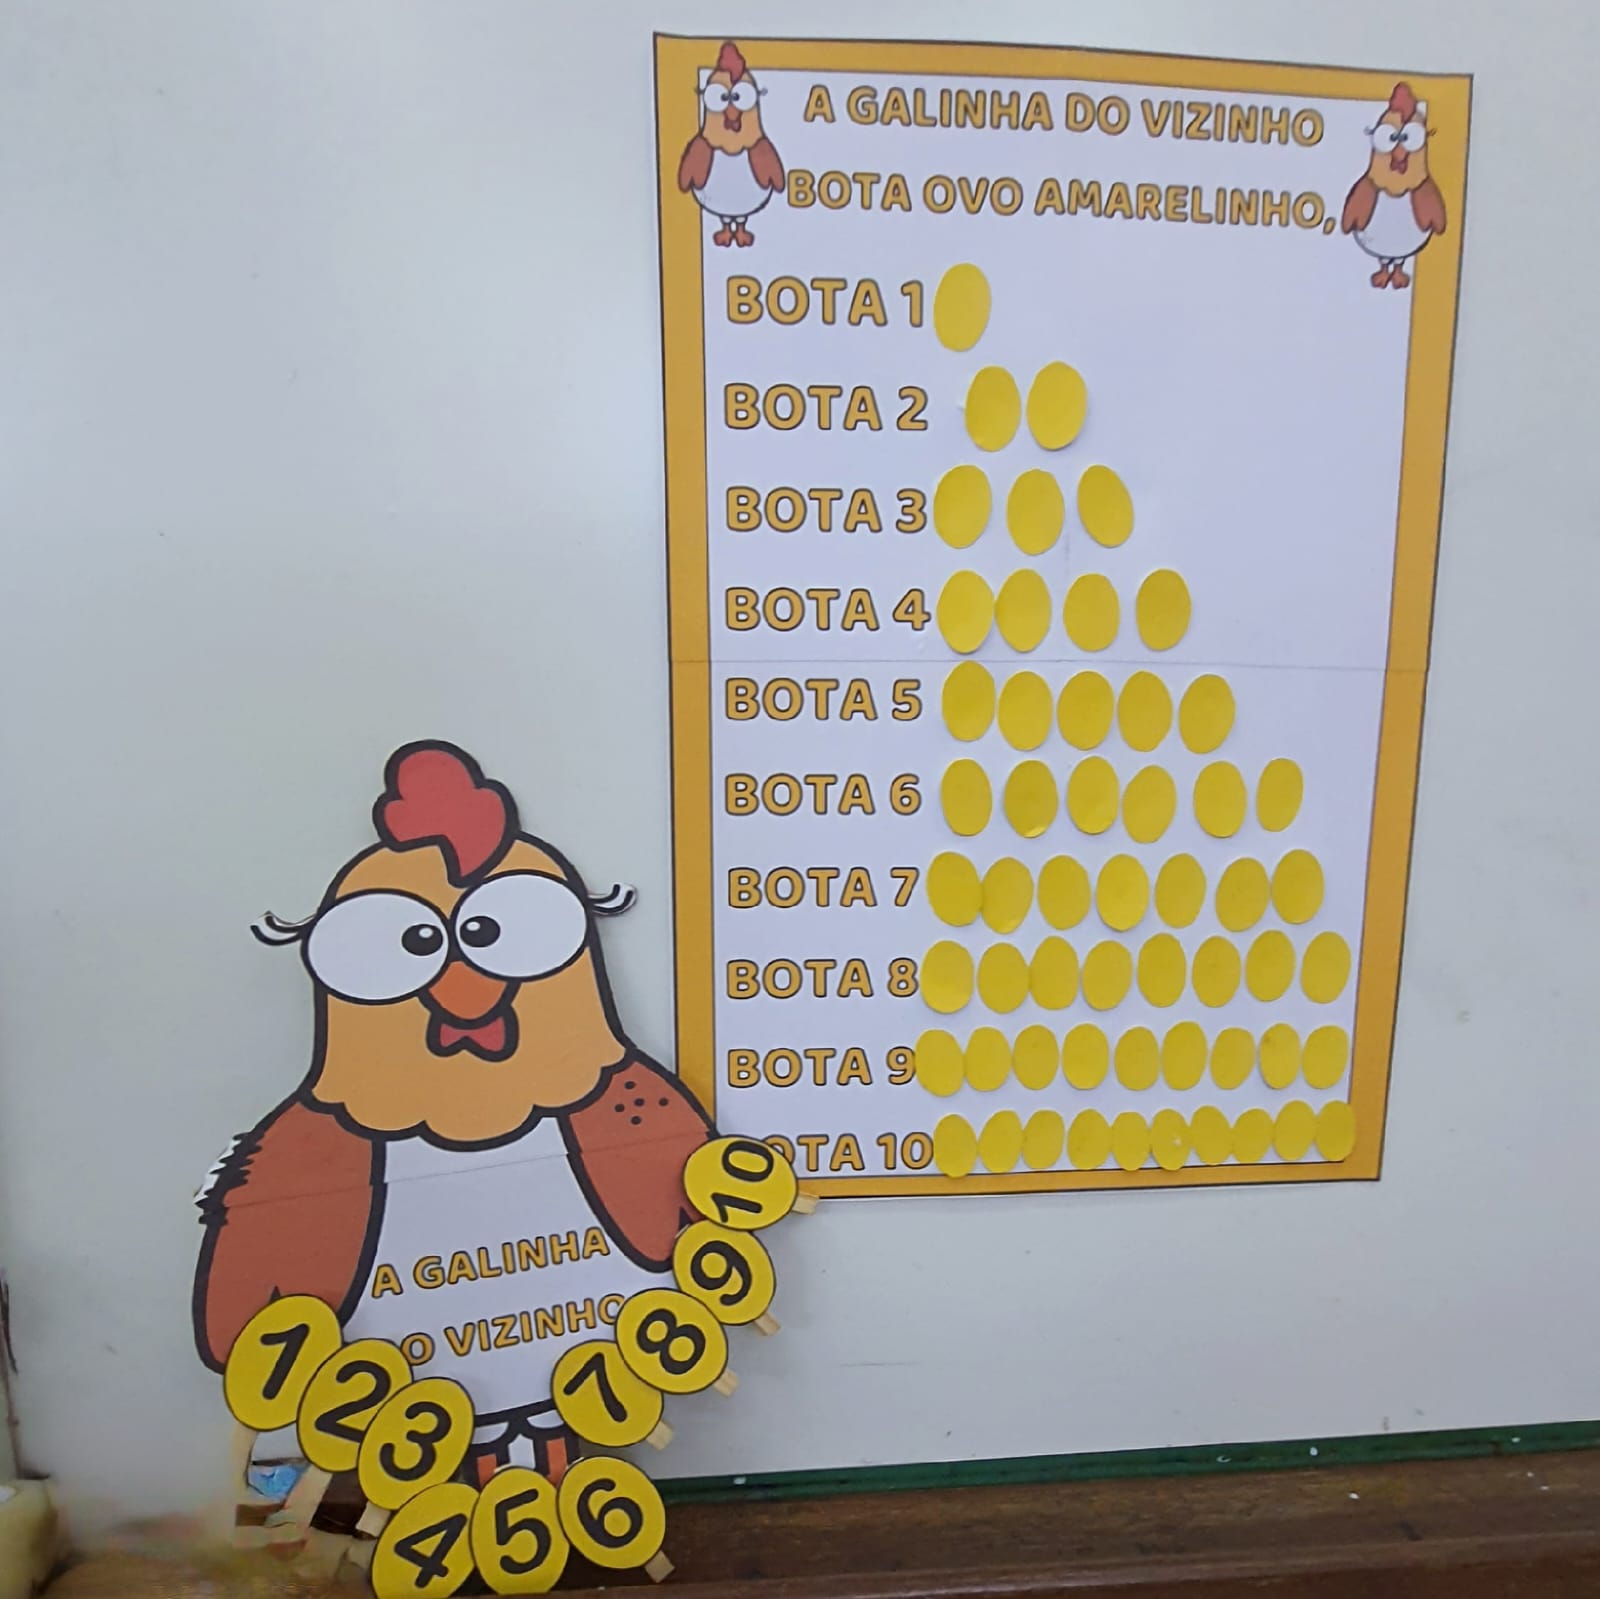 A GALINHA DO VIZINHO
BOTA OVO AMARELINHO,
BOTA 1
BOTA 2
BOTA 3
BOTA 4
BOTA 5
BOTA 6
BOTA 7
BOTA 8
BOTA 9
OTA 10
A GALINHA
O VIZINHO
1
2
3
4
5
6
7
8
9
10